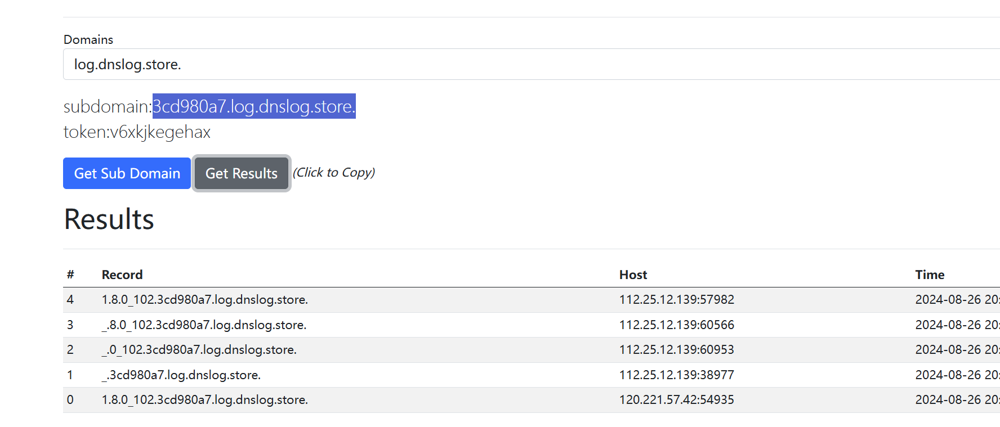 Domains
log.dnslog.store.
subdomain:3cd980a7.log.dnslog.store.
token:v6xkjkegehax
Get Sub Domain Get Results (Click to Copy)
Results
# Record Host Time
4 1.8.0_102.3cd980a7.log.dnslog.store. 112.25.12.139:57982 2024-08-26 20:
3 _.8.0_102.3cd980a7.log.dnslog.store. 112.25.12.139:60566 2024-08-26 20:
2 _.0_102.3cd980a7.log.dnslog.store. 112.25.12.139:60953 2024-08-26 20:
1 _.3cd980a7.log.dnslog.store. 112.25.12.139:38977 2024-08-26 20:
0 1.8.0_102.3cd980a7.log.dnslog.store. 120.221.57.42:54935 2024-08-26 20: